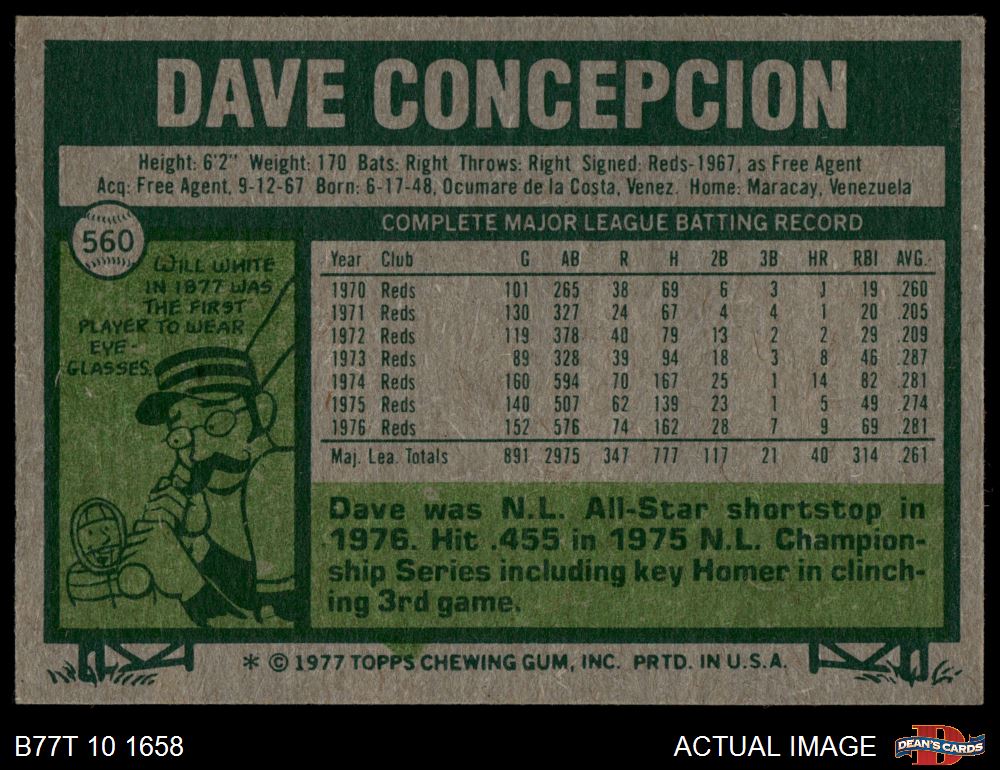 DAVE CONCEPCION
Height: 6'2" Weight: 170 Bats: Right Throws: Right Signed: Reds-1967, as Free Agent
Acq: Free Agent, 9-12-67 Born: 6-17-48, Ocumare de la Costa, Venez. Home: Maracay, Venezuela
560
WILL WHITE
IN 1877 WAS
THE FIRST
PLAYER TO WEAR
EYE-
GLASSES.
COMPLETE MAJOR LEAGUE BATTING RECORD
Year Club G AB R H 2B 3B HR RBI AVG.
1970 Reds 101 265 38 69 6 3 1 19 .260
1971 Reds 130 327 24 67 4 4 1 20 .205
1972 Reds 119 378 40 79 13 2 2 29 .209
1973 Reds 89 328 39 94 18 3 8 46 .287
1974 Reds 160 594 70 167 25 1 14 82 .281
1975 Reds 140 507 62 139 23 1 5 49 .274
1976 Reds 152 576 74 162 28 7 9 69 .281
Maj. Lea. Totals 891 2975 347 777 117 21 40 314 .261
Dave was N.L. All-Star shortstop in
1976. Hit .455 in 1975 N.L. Champion-
ship Series including key Homer in clinch-
ing 3rd game.
* © 1977 TOPPS CHEWING GUM, INC. PRTD. IN U.S.A.
B77T 10 1658
ACTUAL IMAGE
D
DEAN'S CARDS